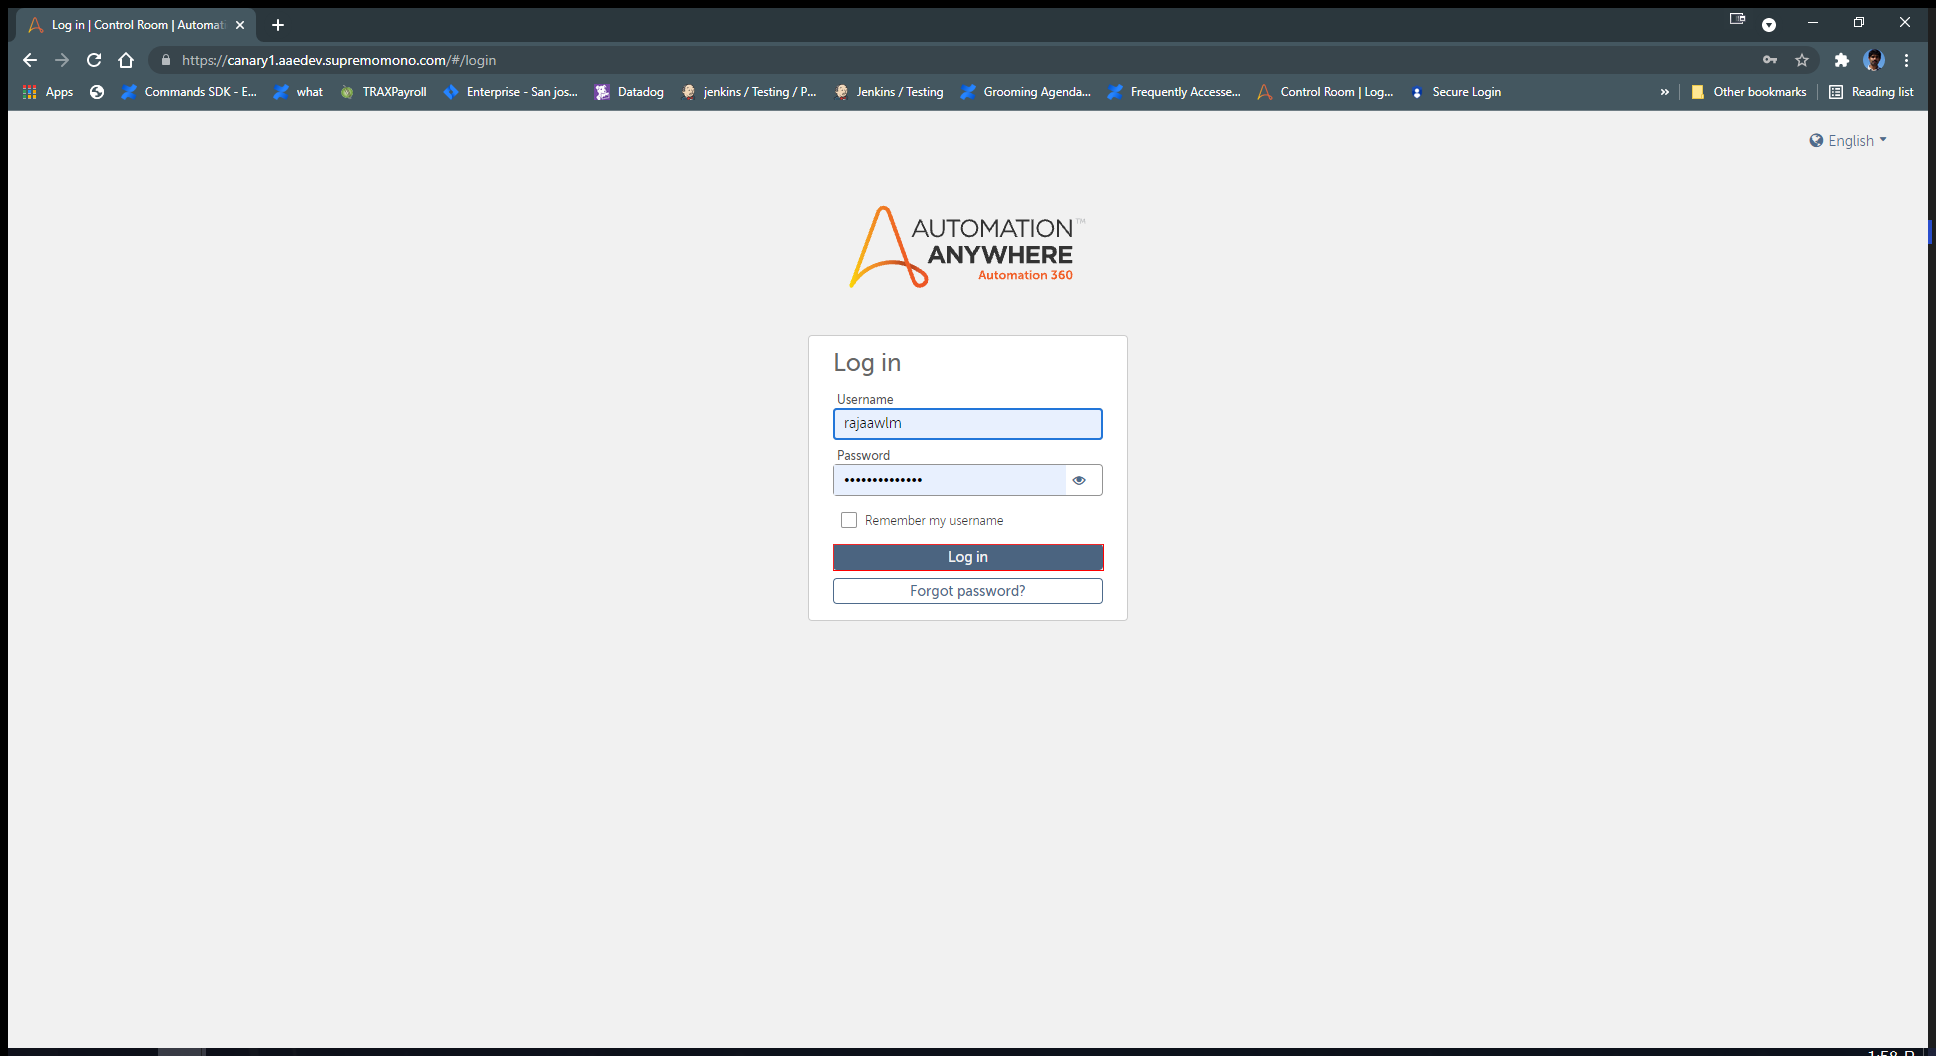 Log in | Control Room | Automati
https://canary1.aaedev.supremomono.com/#/login
Apps
Commands SDK - E...
what
TRAXPayroll
Enterprise - San jos...
Datadog
jenkins / Testing / P...
Jenkins / Testing
Grooming Agenda...
Frequently Accesse...
Control Room | Log...
Secure Login
»
Other bookmarks
Reading list
English
AUTOMATION™
ANYWHERE
Automation 360
Log in
Username
rajaawlm
Password
••••••••••••••
Remember my username
Log in
Forgot password?